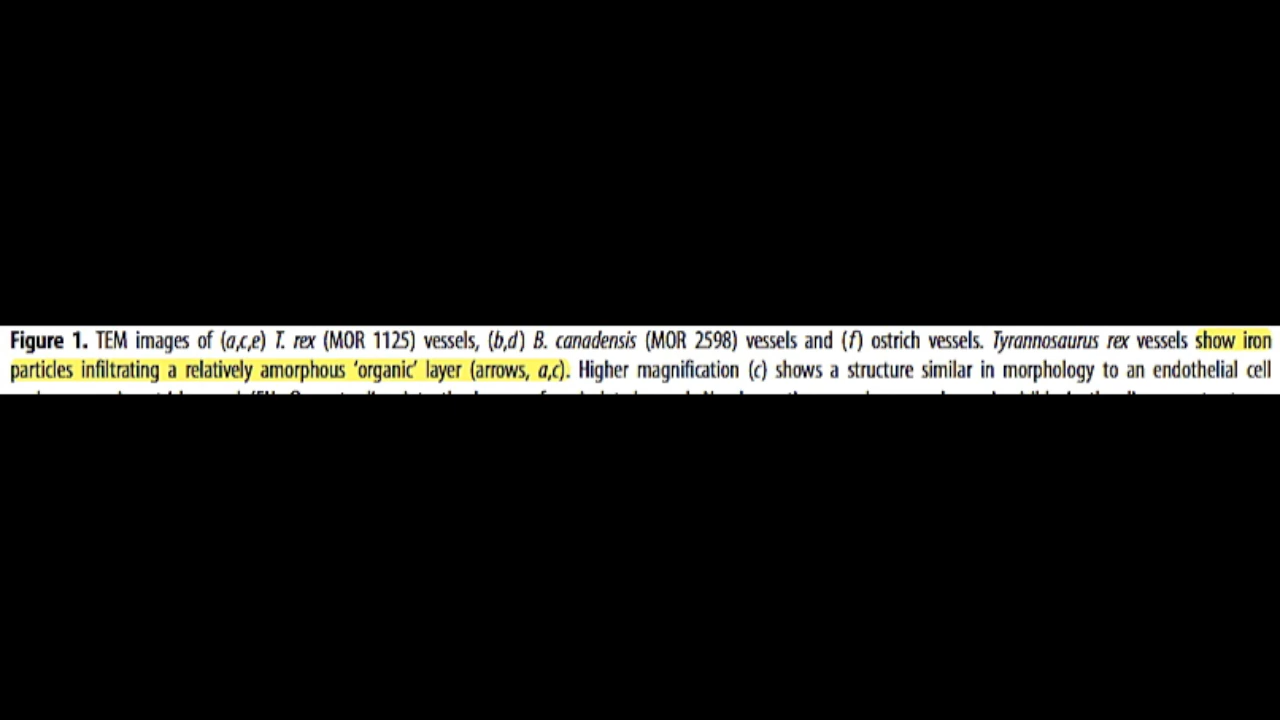 Figure 1. TEM images of (a,c,e) T. rex (MOR 1125) vessels, (b,d) B. canadensis (MOR 2598) vessels and (f) ostrich vessels. Tyrannosaurus rex vessels show iron
particles infiltrating a relatively amorphous 'organic' layer (arrows, a,c). Higher magnification (c) shows a structure similar in morphology to an endothelial cell